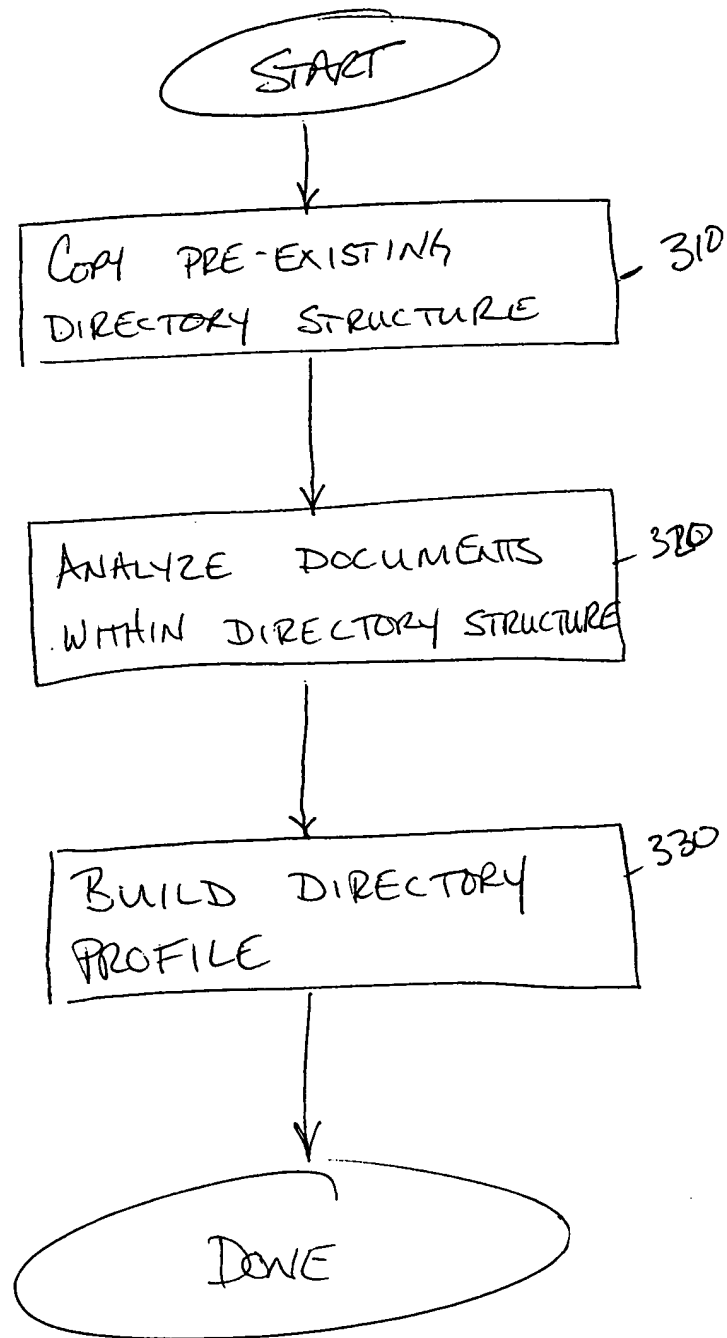 START
COPY PRE-EXISTING
DIRECTORY STRUCTURE
310
ANALYZE DOCUMENTS
WITHIN DIRECTORY STRUCTURE
320
BUILD DIRECTORY
PROFILE
330
DONE